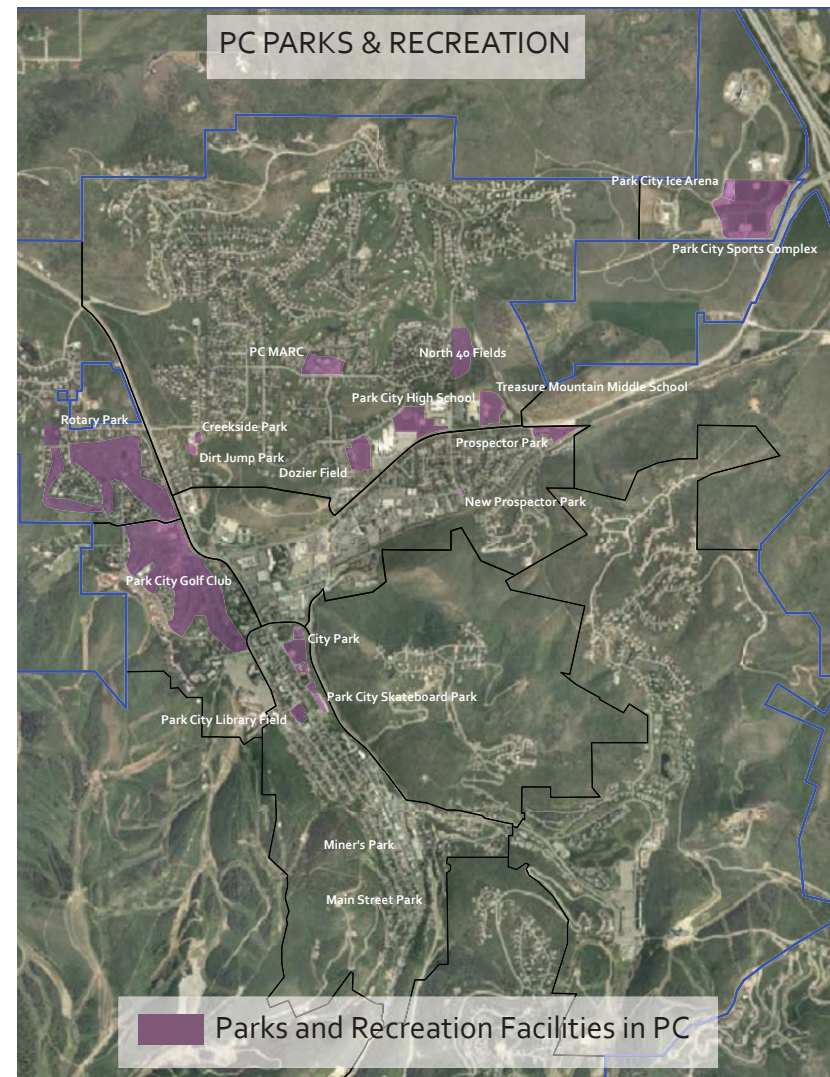 PC PARKS & RECREATION
Park City Ice Arena
Park City Sports Complex
PC MARC
North 40 Fields
Treasure Mountain Middle School
Park City High School
Rotary Park
Creekside Park
Prospector Park
Dirt Jump Park
Dozier Field
New Prospector Park
Park City Golf Club
City Park
Park City Skateboard Park
Park City Library Field
Miner's Park
Main Street Park
Parks and Recreation Facilities in PC